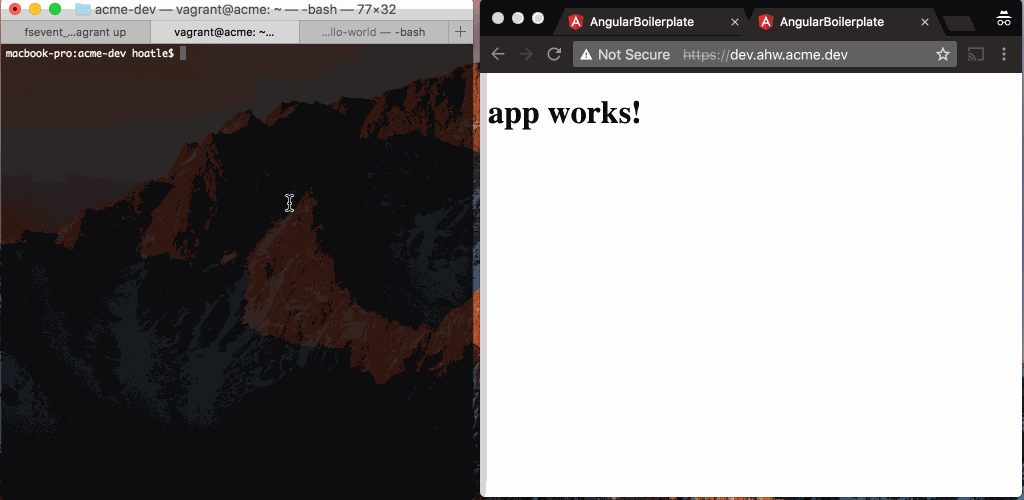 acme-dev — vagrant@acme: ~ — -bash — 77×32
fsevent_...agrant up
vagrant@acme: ~...
...llo-world — -bash
macbook-pro:acme-dev hoatle$
AngularBoilerplate
AngularBoilerplate
Not Secure https://dev.ahw.acme.dev
app works!